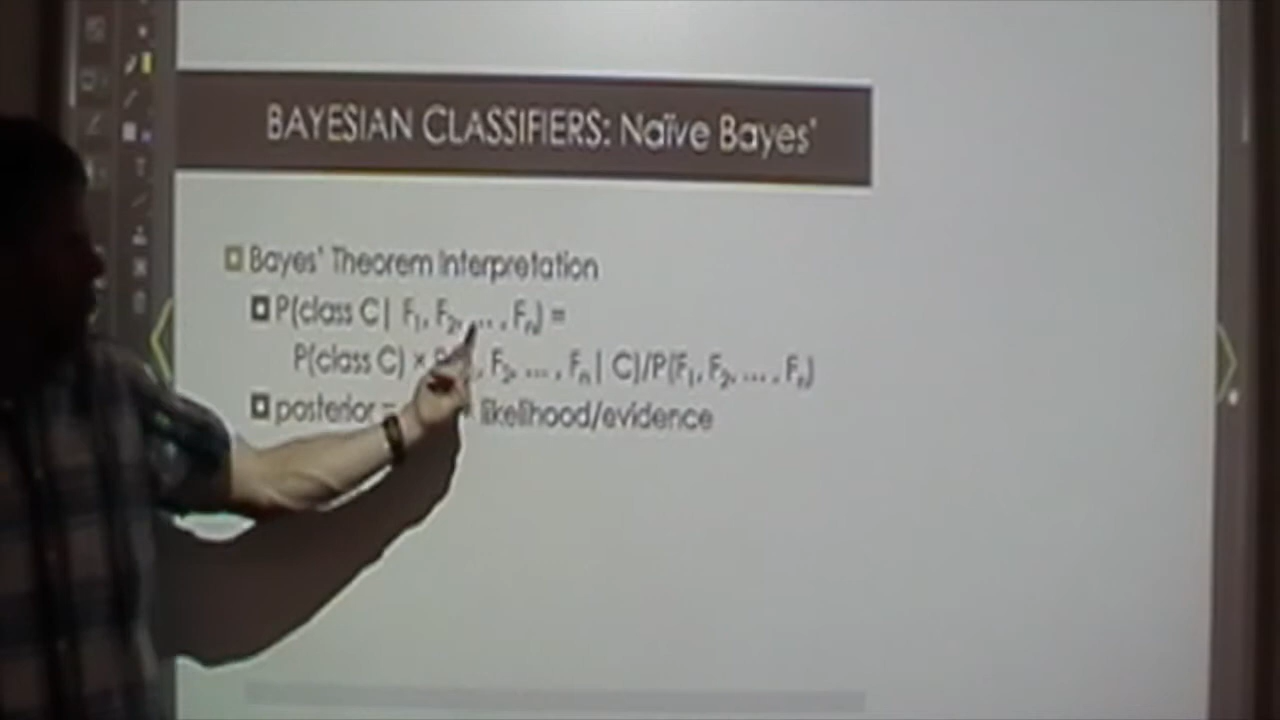 BAYESIAN CLASSIFIERS: Naïve Bayes'
Bayes' Theorem Interpretation
P(class C| F₁, F₂, ... , Fₙ) =
P(class C) × , F₂, ... , Fₙ| C)/P(F₁, F₂, ... , Fₙ)
posterior = likelihood/evidence